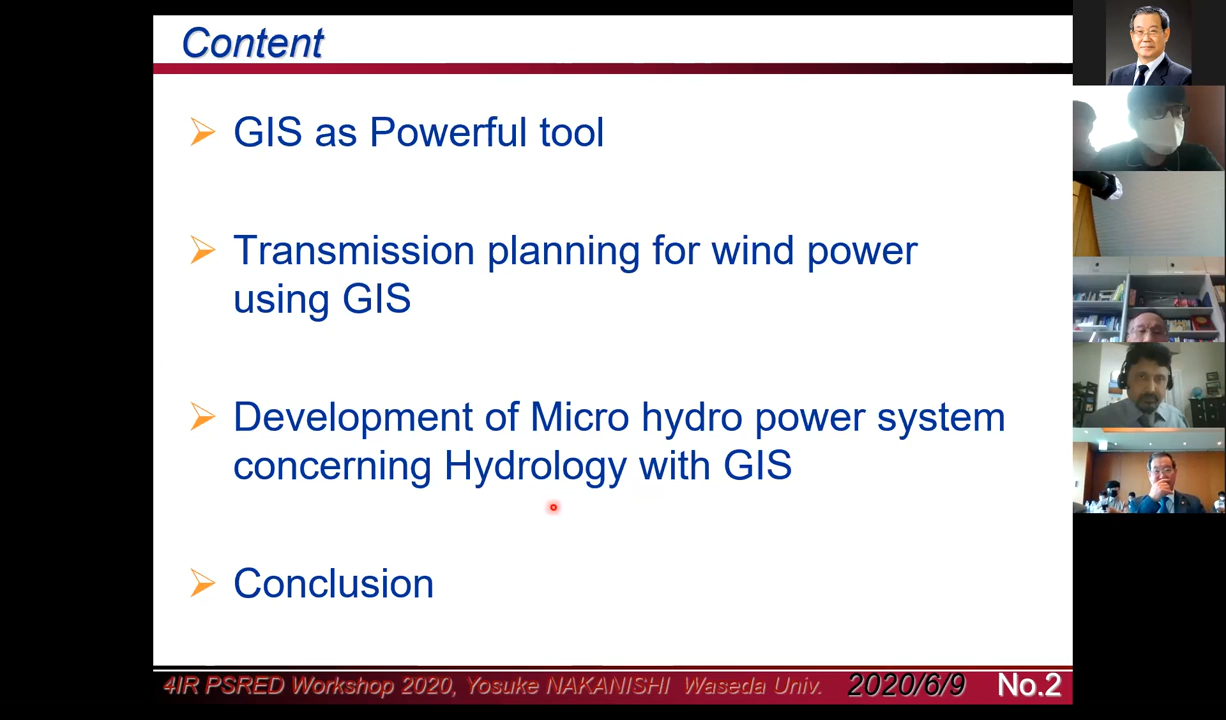 Content
GIS as Powerful tool
Transmission planning for wind power
using GIS
Development of Micro hydro power system
concerning Hydrology with GIS
Conclusion
4IR PSRED Workshop 2020, Yosuke NAKANISHI Waseda Univ. 2020/6/9 No.2